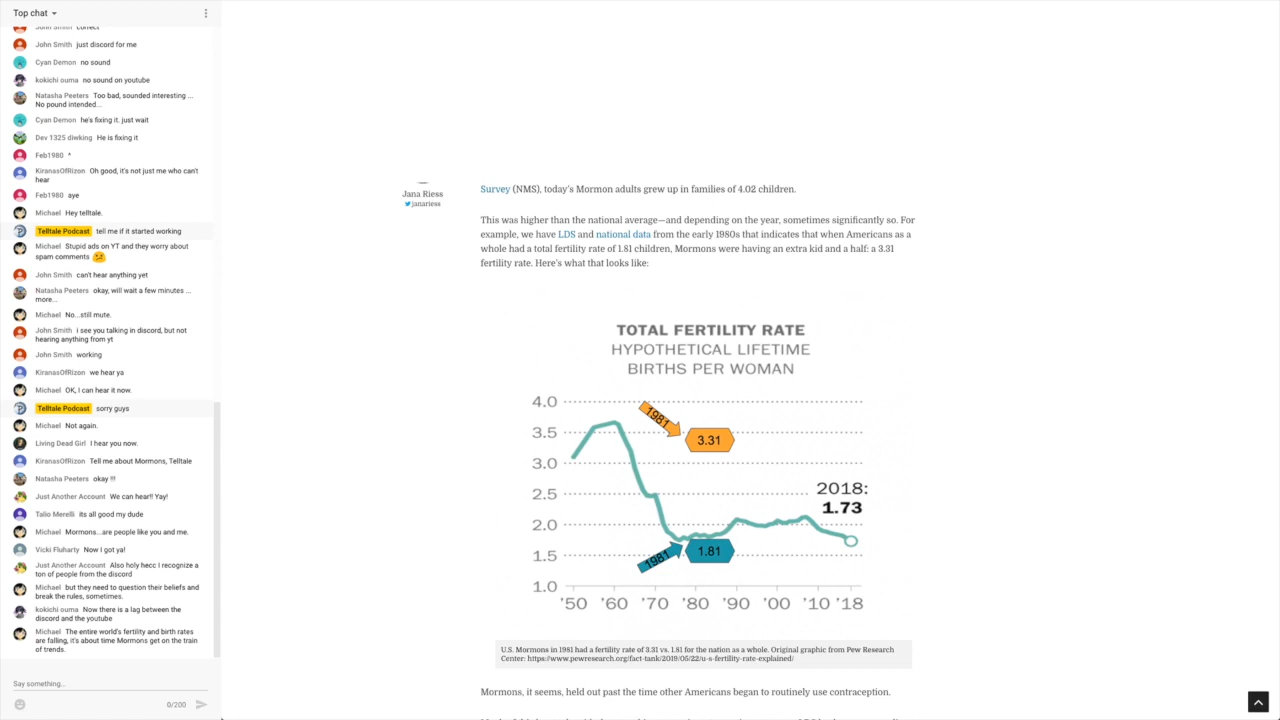 Top chat
John Smith correct
John Smith just discord for me
Cyan Demon no sound
kokichi ouma no sound on youtube
Natasha Peeters Too bad, sounded interesting ...
No pound intended...
Cyan Demon he's fixing it. just wait
Dev 1325 diwking He is fixing it
Feb1980 *
KiranasOfRizon Oh good, it's not just me who can't
hear
Feb1980 aye
Michael Hey telltale.
Telltale Podcast tell me if it started working
Michael Stupid ads on YT and they worry about
spam comments
John Smith can't hear anything yet
Natasha Peeters okay, will wait a few minutes ...
more...
Michael No...still mute.
John Smith i see you talking in discord, but not
hearing anything from yt
John Smith working
KiranasOfRizon we hear ya
Michael OK, I can hear it now.
Telltale Podcast sorry guys
Michael Not again.
Living Dead Girl I hear you now.
KiranasOfRizon Tell me about Mormons, Telltale
Natasha Peeters okay !!!
Just Another Account We can hear!! Yay!
Talio Merelli its all good my dude
Michael Mormons...are people like you and me.
Vicki Fluharty Now I got ya!
Just Another Account Also holy hecc I recognize a
ton of people from the discord
Michael but they need to question their beliefs and
break the rules, sometimes.
kokichi ouma Now there is a lag between the
discord and the youtube
Michael The entire world's fertility and birth rates
are falling, it's about time Mormons get on the train
of trends.
Say something...
0/200
Jana Riess
janariess
Survey (NMS), today's Mormon adults grew up in families of 4.02 children.
This was higher than the national average—and depending on the year, sometimes significantly so. For
example, we have LDS and national data from the early 1980s that indicates that when Americans as a
whole had a total fertility rate of 1.81 children, Mormons were having an extra kid and a half: a 3.31
fertility rate. Here's what that looks like:
TOTAL FERTILITY RATE
HYPOTHETICAL LIFETIME
BIRTHS PER WOMAN
4.0
3.5
3.0
2.5
2.0
1.5
1.0
1981
3.31
2018:
1.73
1981
1.81
'50 '60 '70 '80 '90 '00 '10 '18
U.S. Mormons in 1981 had a fertility rate of 3.31 vs. 1.81 for the nation as a whole. Original graphic from Pew Research
Center: https://www.pewresearch.org/fact-tank/2019/05/22/u-s-fertility-rate-explained/
Mormons, it seems, held out past the time other Americans began to routinely use contraception.